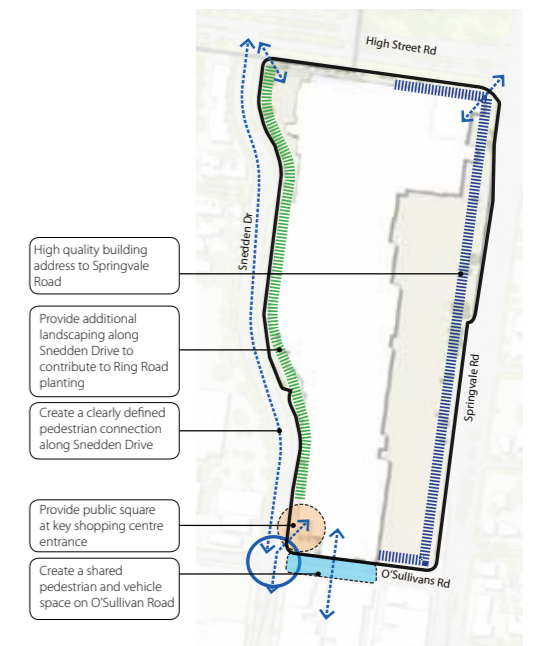 High Street Rd
Snedden Dr
Springvale Rd
High quality building
address to Springvale
Road
Provide additional
landscaping along
Snedden Drive to
contribute to Ring Road
planting
Create a clearly defined
pedestrian connection
along Snedden Drive
Provide public square
at key shopping centre
entrance
Create a shared
pedestrian and vehicle
space on O'Sullivan Road
O'Sullivans Rd